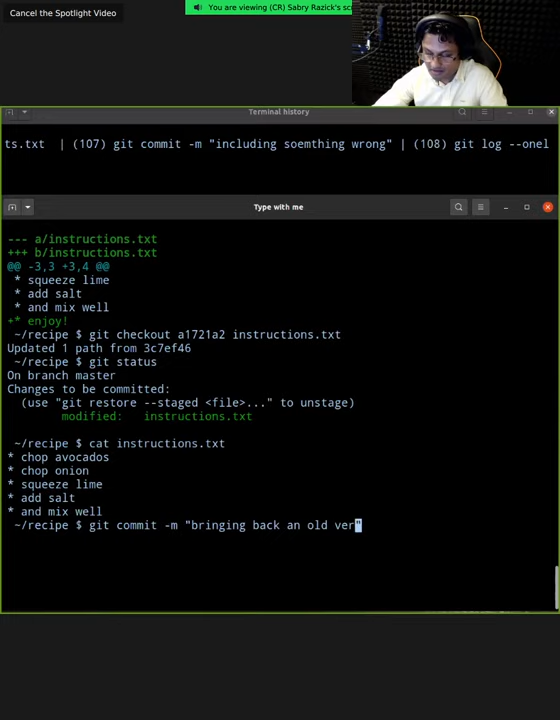 Cancel the Spotlight Video
You are viewing (CR) Sabry Razick's sc
Terminal history
ts.txt | (107) git commit -m "including soemthing wrong" | (108) git log --onel
Type with me
--- a/instructions.txt
+++ b/instructions.txt
@@ -3,3 +3,4 @@
* squeeze lime
* add salt
* and mix well
+* enjoy!
~/recipe $ git checkout a1721a2 instructions.txt
Updated 1 path from 3c7ef46
~/recipe $ git status
On branch master
Changes to be committed:
(use "git restore --staged <file>..." to unstage)
modified: instructions.txt
~/recipe $ cat instructions.txt
* chop avocados
* chop onion
* squeeze lime
* add salt
* and mix well
~/recipe $ git commit -m "bringing back an old ver"